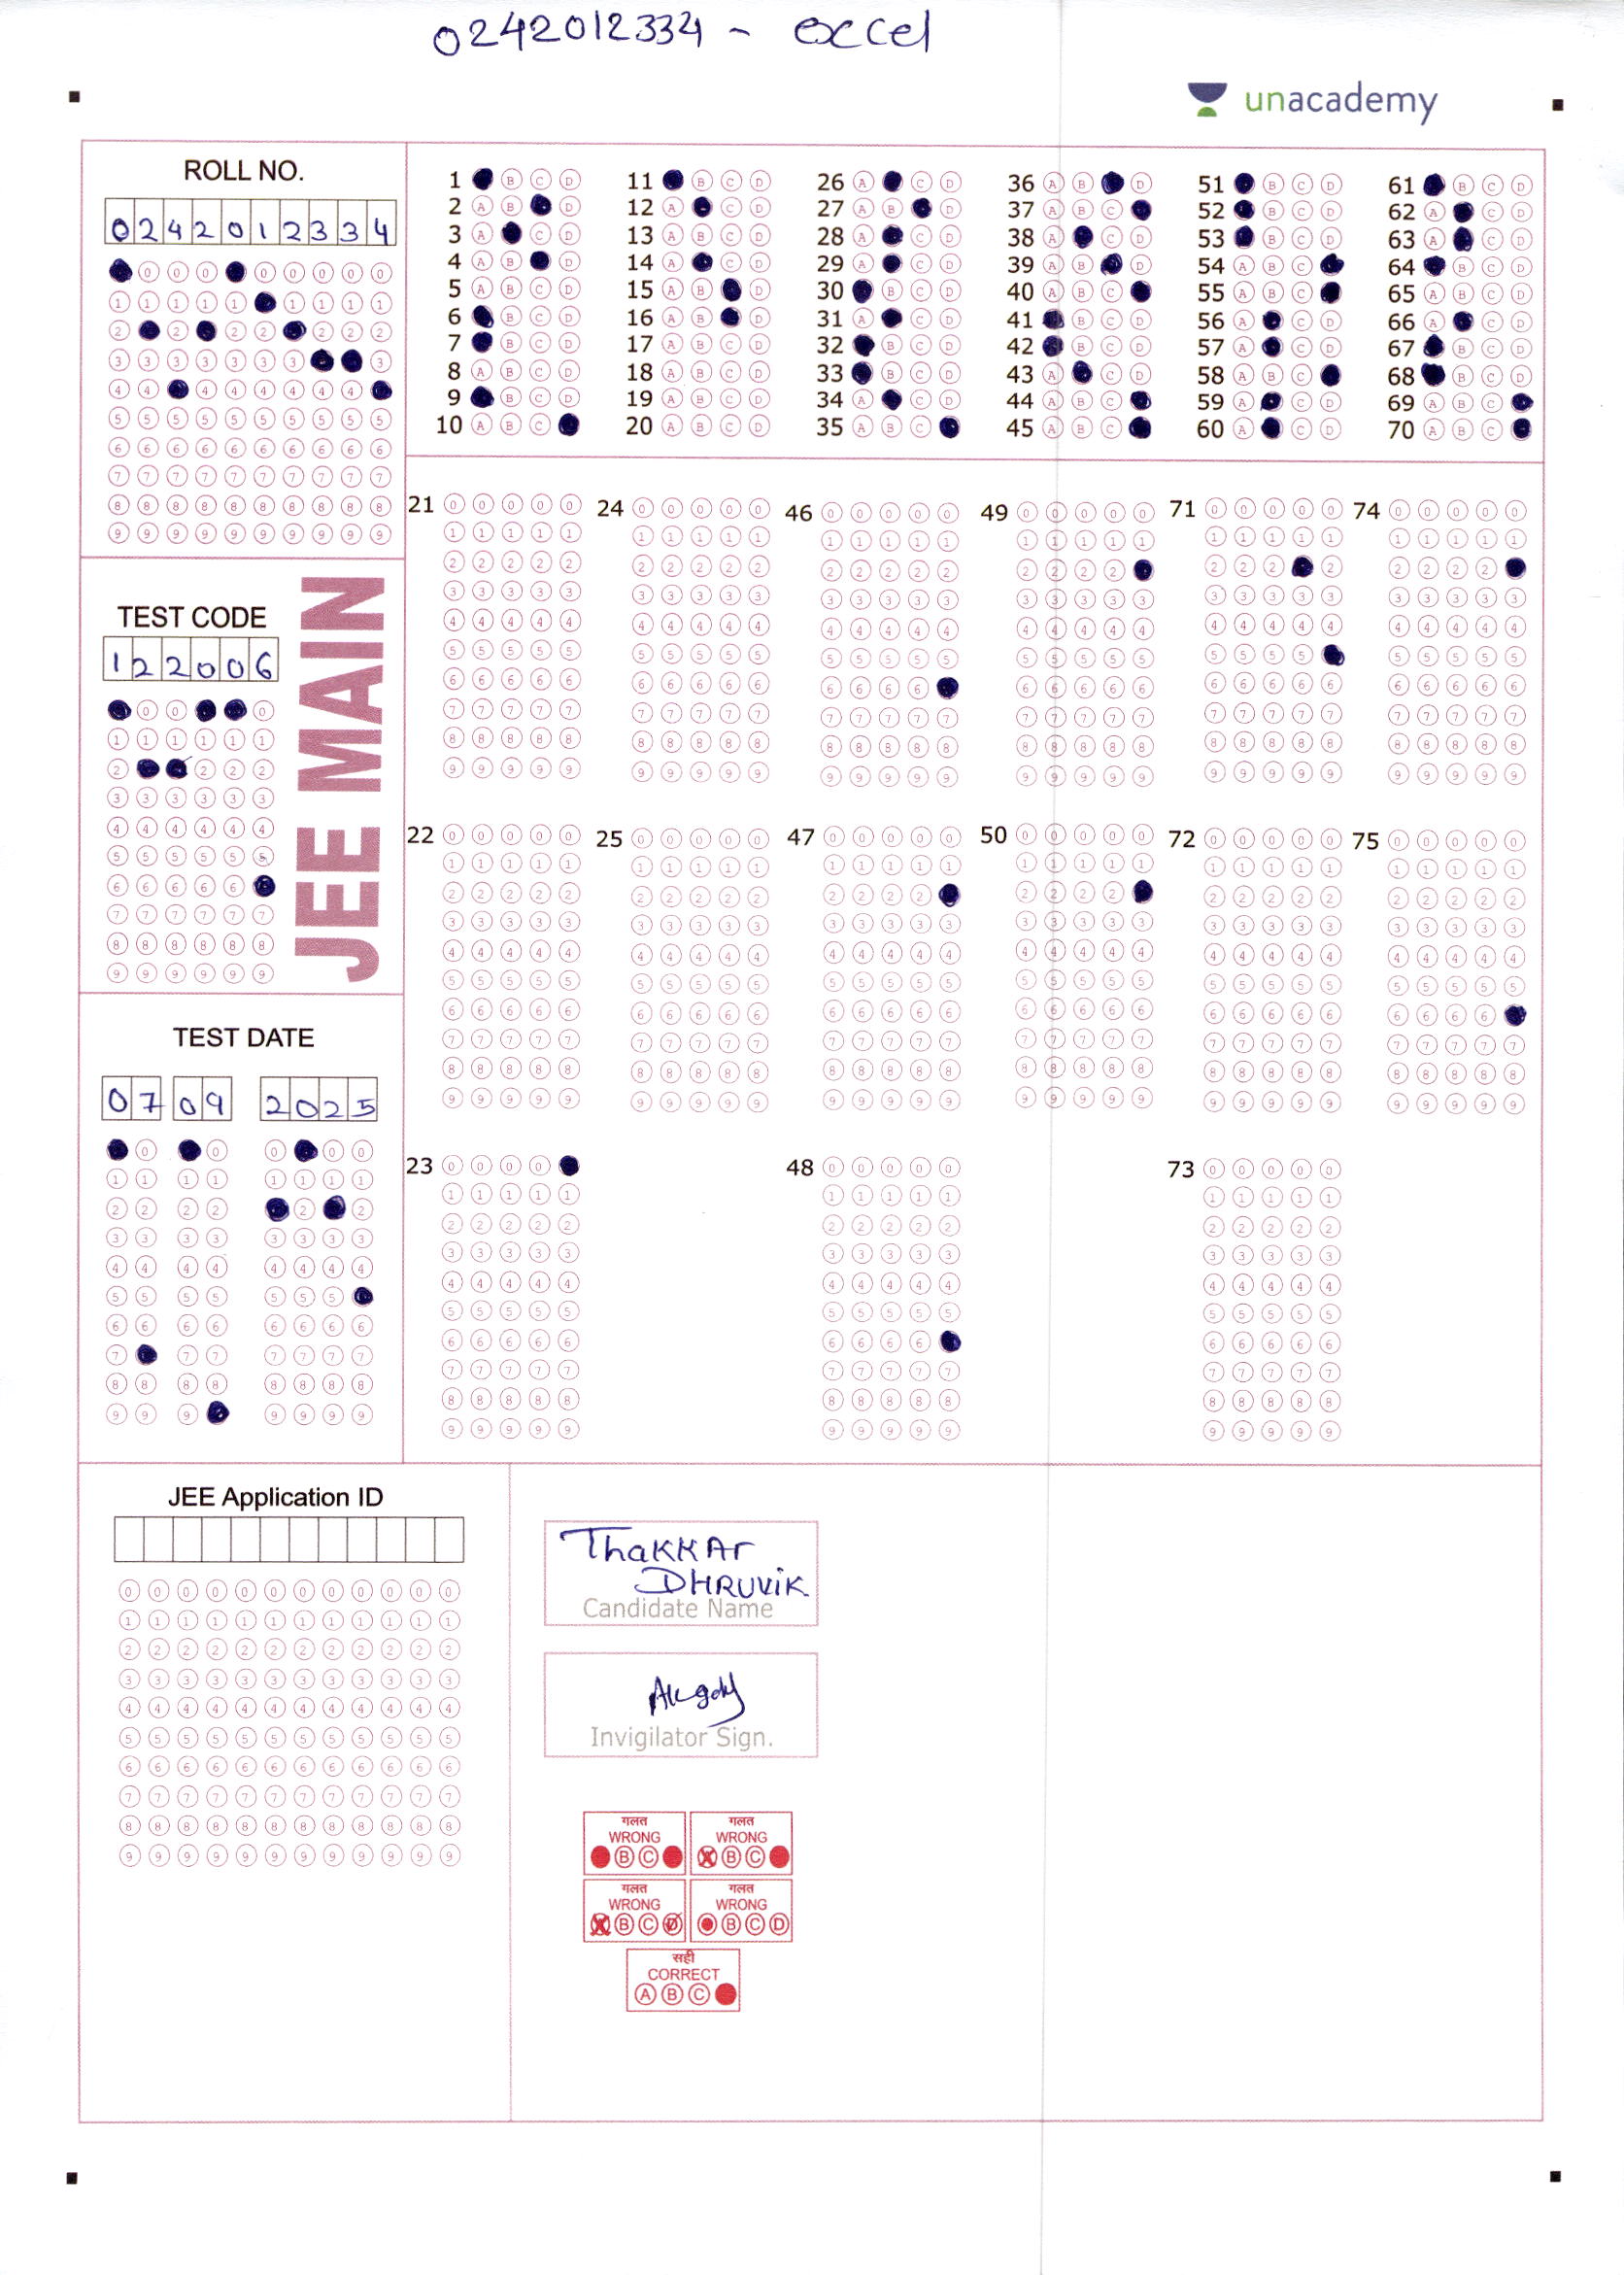 0242012334 - excel
unacademy
ROLL NO.
0242012334
TEST CODE
122006
JEE MAIN
TEST DATE
07 09 2025
1 B C D
2 A B D
3 A C D
4 A B D
5 A B C D
6 B C D
7 B C D
8 A B C D
9 B C D
10 A B C
11 B C D
12 A C D
13 A B C D
14 A C D
15 A B D
16 A B D
17 A B C D
18 A B C D
19 A B C D
20 A B C D
26 A C D
27 A B D
28 A C D
29 A C D
30 B C D
31 A C D
32 B C D
33 B C D
34 A C D
35 A B C
36 A B D
37 A B C
38 A C D
39 A B D
40 A B C
41 B C D
42 B C D
43 A C D
44 A B C
45 A B C
51 B C D
52 B C D
53 B C D
54 A B C
55 A B C
56 A C D
57 A C D
58 A B C
59 A C D
60 A C D
61 B C D
62 A C D
63 A C D
64 B C D
65 A B C D
66 A C D
67 B C D
68 B C D
69 A B C
70 A B C
21
24
46
49
71
74
22
25
47
50
72
75
23
48
73
JEE Application ID
Thakkar
DHRUVIK
Candidate Name
Invigilator Sign.
गलत
WRONG
B C
गलत
WRONG
B C
गलत
WRONG
B C D
गलत
WRONG
B C D
सही
CORRECT
A B C